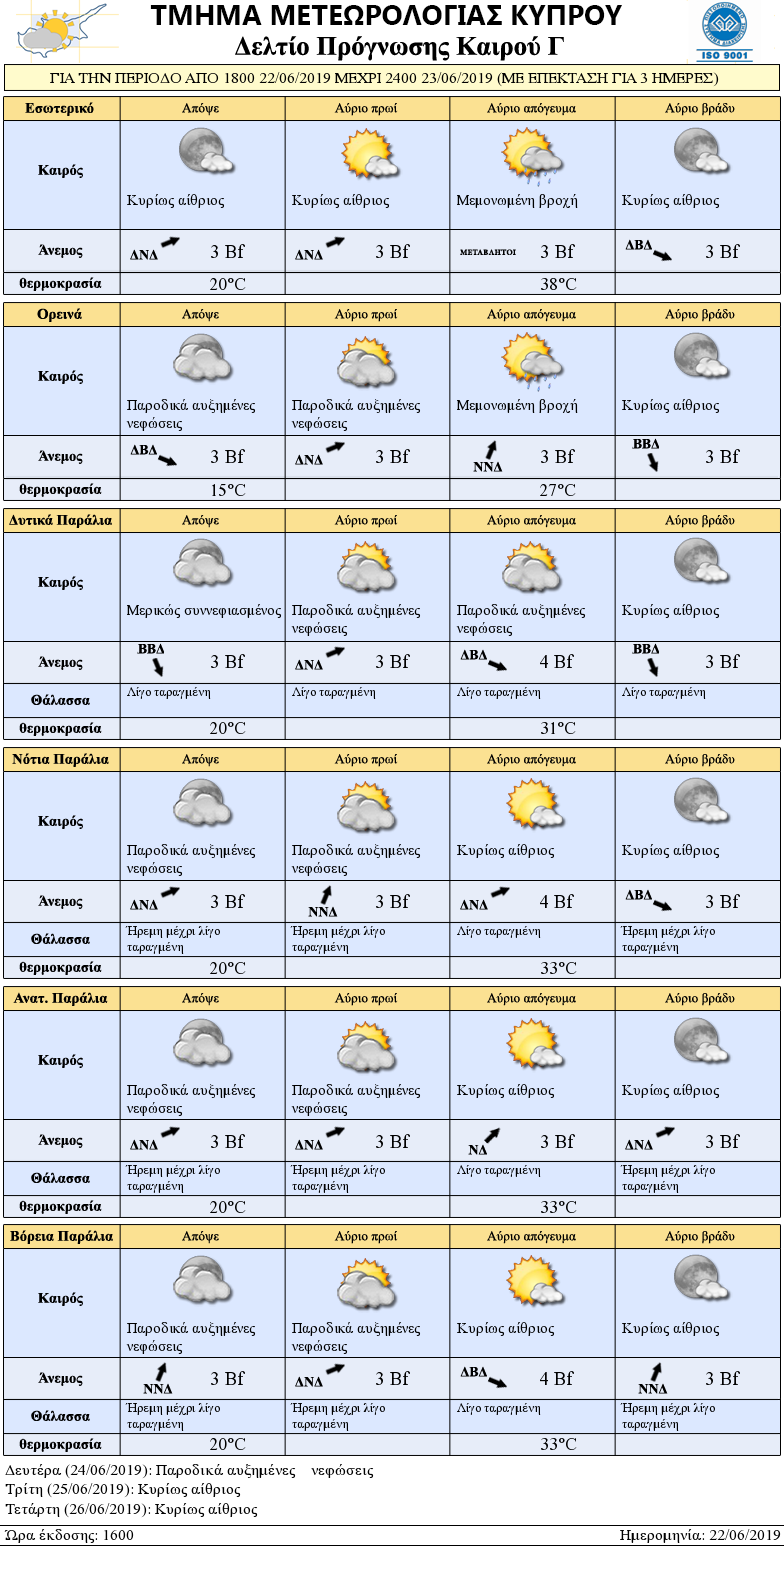 ΤΜΗΜΑ ΜΕΤΕΩΡΟΛΟΓΙΑΣ ΚΥΠΡΟΥ
Δελτίο Πρόγνωσης Καιρού Γ
ISO 9001
ΓΙΑ ΤΗΝ ΠΕΡΙΟΔΟ ΑΠΟ 1800 22/06/2019 ΜΕΧΡΙ 2400 23/06/2019 (ΜΕ ΕΠΕΚΤΑΣΗ ΓΙΑ 3 ΗΜΕΡΕΣ)
Εσωτερικό Απόψε Αύριο πρωί Αύριο απόγευμα Αύριο βράδυ
Καιρός
Κυρίως αίθριος Κυρίως αίθριος Μεμονωμένη βροχή Κυρίως αίθριος
Άνεμος ΔΝΔ 3 Bf ΔΝΔ 3 Bf ΜΕΤΑΒΛΗΤΟΙ 3 Bf ΔΒΔ 3 Bf
θερμοκρασία 20°C 38°C
Ορεινά Απόψε Αύριο πρωί Αύριο απόγευμα Αύριο βράδυ
Καιρός
Παροδικά αυξημένες Παροδικά αυξημένες Μεμονωμένη βροχή Κυρίως αίθριος
νεφώσεις νεφώσεις
Άνεμος ΔΒΔ 3 Bf ΔΝΔ 3 Bf ΝΝΔ 3 Bf ΒΒΔ 3 Bf
θερμοκρασία 15°C 27°C
Δυτικά Παράλια Απόψε Αύριο πρωί Αύριο απόγευμα Αύριο βράδυ
Καιρός
Μερικώς συννεφιασμένος Παροδικά αυξημένες Παροδικά αυξημένες Κυρίως αίθριος
νεφώσεις νεφώσεις
Άνεμος ΒΒΔ 3 Bf ΔΝΔ 3 Bf ΔΒΔ 4 Bf ΒΒΔ 3 Bf
Θάλασσα Λίγο ταραγμένη Λίγο ταραγμένη Λίγο ταραγμένη Λίγο ταραγμένη
θερμοκρασία 20°C 31°C
Νότια Παράλια Απόψε Αύριο πρωί Αύριο απόγευμα Αύριο βράδυ
Καιρός
Παροδικά αυξημένες Παροδικά αυξημένες Κυρίως αίθριος Κυρίως αίθριος
νεφώσεις νεφώσεις
Άνεμος ΔΝΔ 3 Bf ΝΝΔ 3 Bf ΔΝΔ 4 Bf ΔΒΔ 3 Bf
Θάλασσα Ήρεμη μέχρι λίγο Ήρεμη μέχρι λίγο Λίγο ταραγμένη Ήρεμη μέχρι λίγο
ταραγμένη ταραγμένη ταραγμένη
θερμοκρασία 20°C 33°C
Ανατ. Παράλια Απόψε Αύριο πρωί Αύριο απόγευμα Αύριο βράδυ
Καιρός
Παροδικά αυξημένες Παροδικά αυξημένες Κυρίως αίθριος Κυρίως αίθριος
νεφώσεις νεφώσεις
Άνεμος ΔΝΔ 3 Bf ΔΝΔ 3 Bf ΝΔ 3 Bf ΔΝΔ 3 Bf
Θάλασσα Ήρεμη μέχρι λίγο Ήρεμη μέχρι λίγο Λίγο ταραγμένη Ήρεμη μέχρι λίγο
ταραγμένη ταραγμένη ταραγμένη
θερμοκρασία 20°C 33°C
Βόρεια Παράλια Απόψε Αύριο πρωί Αύριο απόγευμα Αύριο βράδυ
Καιρός
Παροδικά αυξημένες Παροδικά αυξημένες Κυρίως αίθριος Κυρίως αίθριος
νεφώσεις νεφώσεις
Άνεμος ΝΝΔ 3 Bf ΔΝΔ 3 Bf ΔΒΔ 4 Bf ΝΝΔ 3 Bf
Θάλασσα Ήρεμη μέχρι λίγο Ήρεμη μέχρι λίγο Λίγο ταραγμένη Ήρεμη μέχρι λίγο
ταραγμένη ταραγμένη ταραγμένη
θερμοκρασία 20°C 33°C
Δευτέρα (24/06/2019): Παροδικά αυξημένες νεφώσεις
Τρίτη (25/06/2019): Κυρίως αίθριος
Τετάρτη (26/06/2019): Κυρίως αίθριος
Ώρα έκδοσης: 1600 Ημερομηνία: 22/06/2019